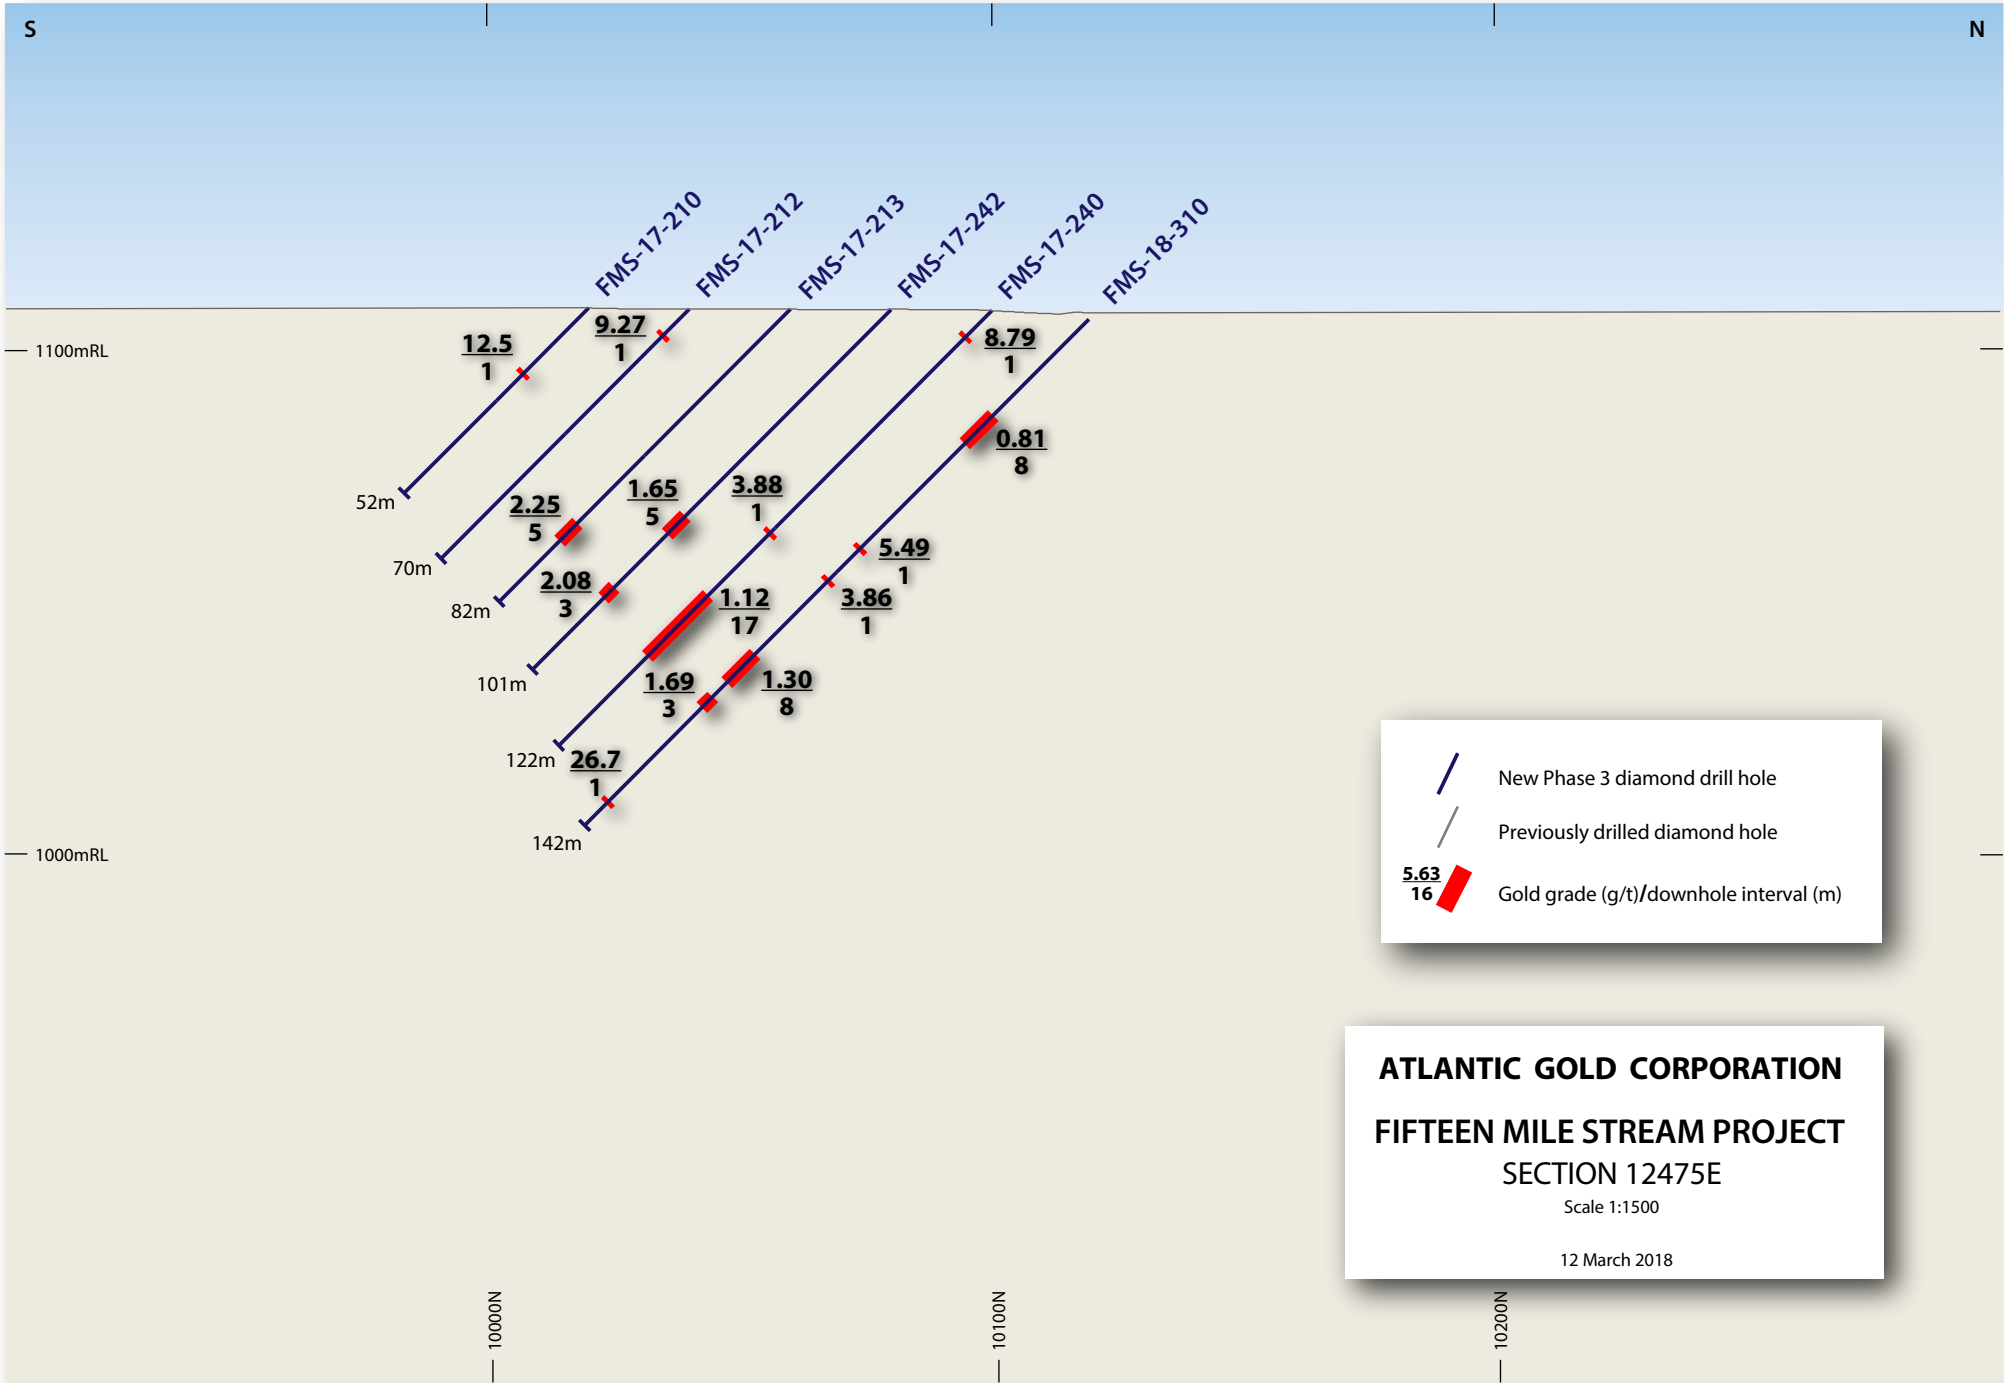 S
N
FMS-17-210
FMS-17-212
FMS-17-213
FMS-17-242
FMS-17-240
FMS-18-310
1100mRL
12.5
1
9.27
1
8.79
1
0.81
8
52m
2.25
5
1.65
5
3.88
1
5.49
1
70m
2.08
3
3.86
1
82m
1.12
17
101m
1.69
3
1.30
8
122m
26.7
1
142m
1000mRL
New Phase 3 diamond drill hole
Previously drilled diamond hole
5.63
16
Gold grade (g/t)/downhole interval (m)
ATLANTIC GOLD CORPORATION
FIFTEEN MILE STREAM PROJECT
SECTION 12475E
Scale 1:1500
12 March 2018
10000N
10100N
10200N